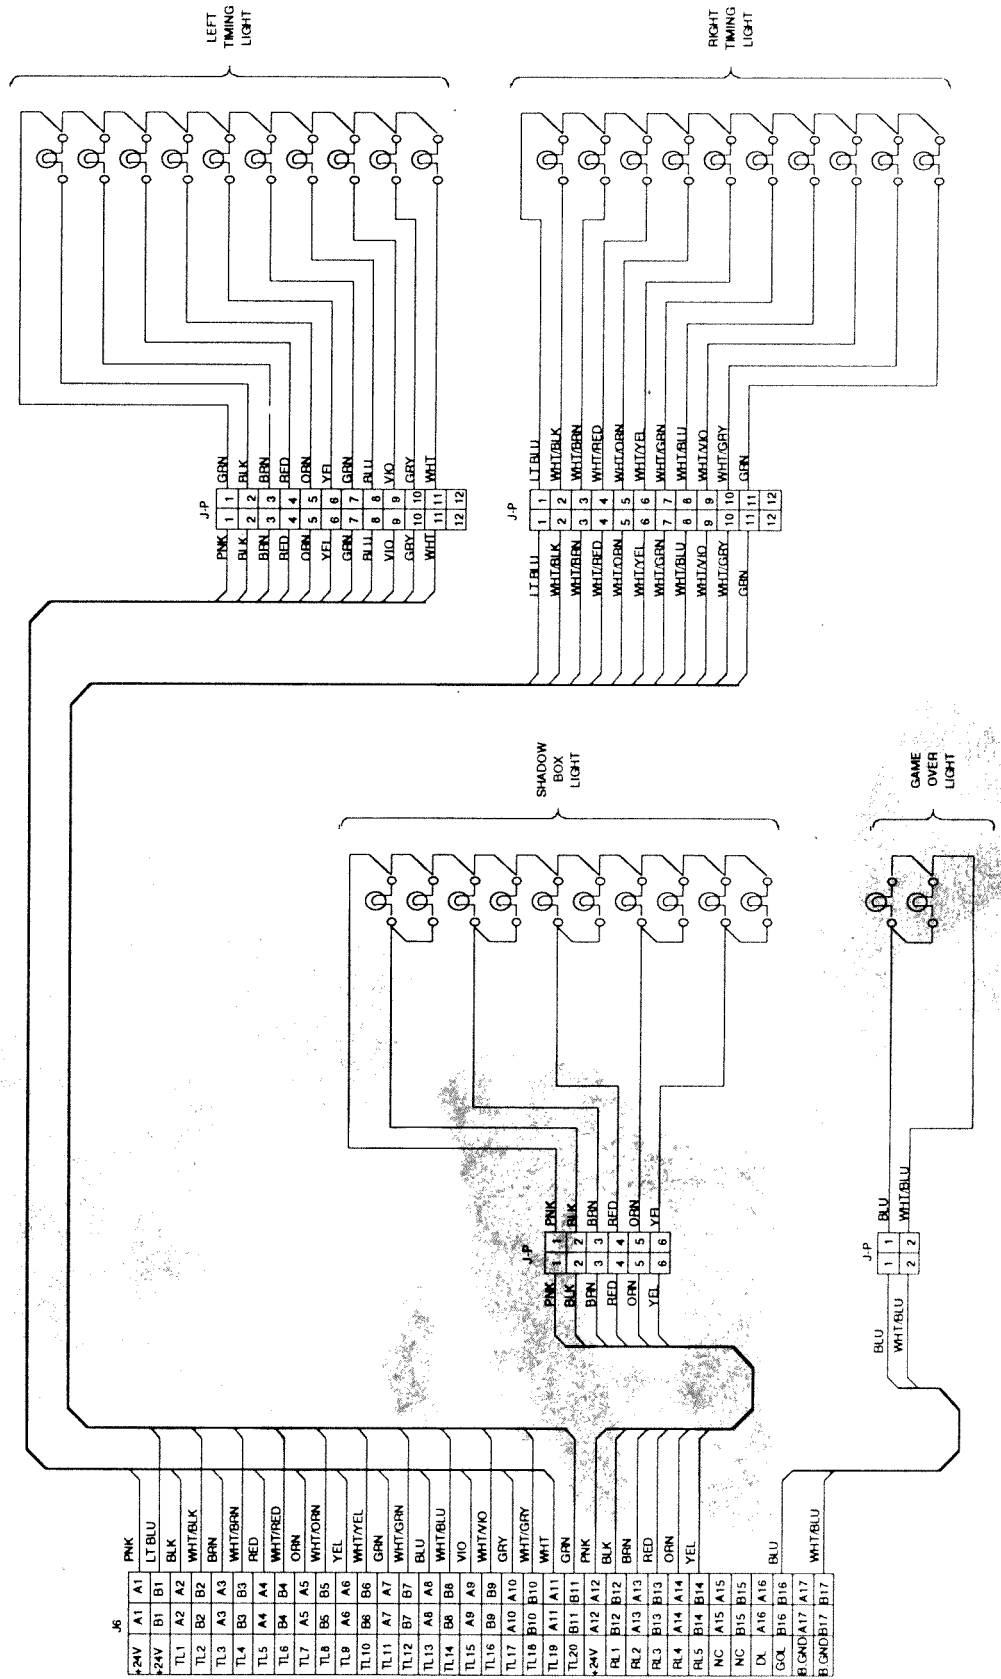 LEFT
TIMING
LIGHT
RIGHT
TIMING
LIGHT
J-P
PNK 1 1 GRN
BLK 2 2 BLK
BRN 3 3 BRN
RED 4 4 RED
ORN 5 5 ORN
YEL 6 6 YEL
GRN 7 7 GRN
BLU 8 8 BLU
VIO 9 9 VIO
GRY 10 10 GRY
WHT 11 11 WHT
12 12
J-P
LT BLU 1 1 LT BLU
WHT/BLK 2 2 WHT/BLK
WHT/BRN 3 3 WHT/BRN
WHT/RED 4 4 WHT/RED
WHT/ORN 5 5 WHT/ORN
WHT/YEL 6 6 WHT/YEL
WHT/GRN 7 7 WHT/GRN
WHT/BLU 8 8 WHT/BLU
WHT/VIO 9 9 WHT/VIO
WHT/GRY 10 10 WHT/GRY
GRN 11 11 GRN
12 12
SHADOW
BOX
LIGHT
GAME
OVER
LIGHT
J-P
PNK 1 1 PNK
BLK 2 2 BLK
BRN 3 3 BRN
RED 4 4 RED
ORN 5 5 ORN
YEL 6 6 YEL
J-P
BLU 1 1 BLU
WHT/BLU 2 2 WHT/BLU
J6
+24V A1 A1 PNK
+24V B1 B1 LT BLU
TL1 A2 A2 BLK
TL2 B2 B2 WHT/BLK
TL3 A3 A3 BRN
TL4 B3 B3 WHT/BRN
TL5 A4 A4 RED
TL6 B4 B4 WHT/RED
TL7 A5 A5 ORN
TL8 B5 B5 WHT/ORN
TL9 A6 A6 YEL
TL10 B6 B6 WHT/YEL
TL11 A7 A7 GRN
TL12 B7 B7 WHT/GRN
TL13 A8 A8 BLU
TL14 B8 B8 WHT/BLU
TL15 A9 A9 VIO
TL16 B9 B9 WHT/VIO
TL17 A10 A10 GRY
TL18 B10 B10 WHT/GRY
TL19 A11 A11 WHT
TL20 B11 B11 GRN
+24V A12 A12 PNK
RL1 B12 B12 BLK
RL2 A13 A13 BRN
RL3 B13 B13 RED
RL4 A14 A14 ORN
RL5 B14 B14 YEL
NC A15 A15
NC B15 B15
DL A16 A16
GOL B16 B16 BLU
B.GND A17 A17
B.GND B17 B17 WHT/BLU